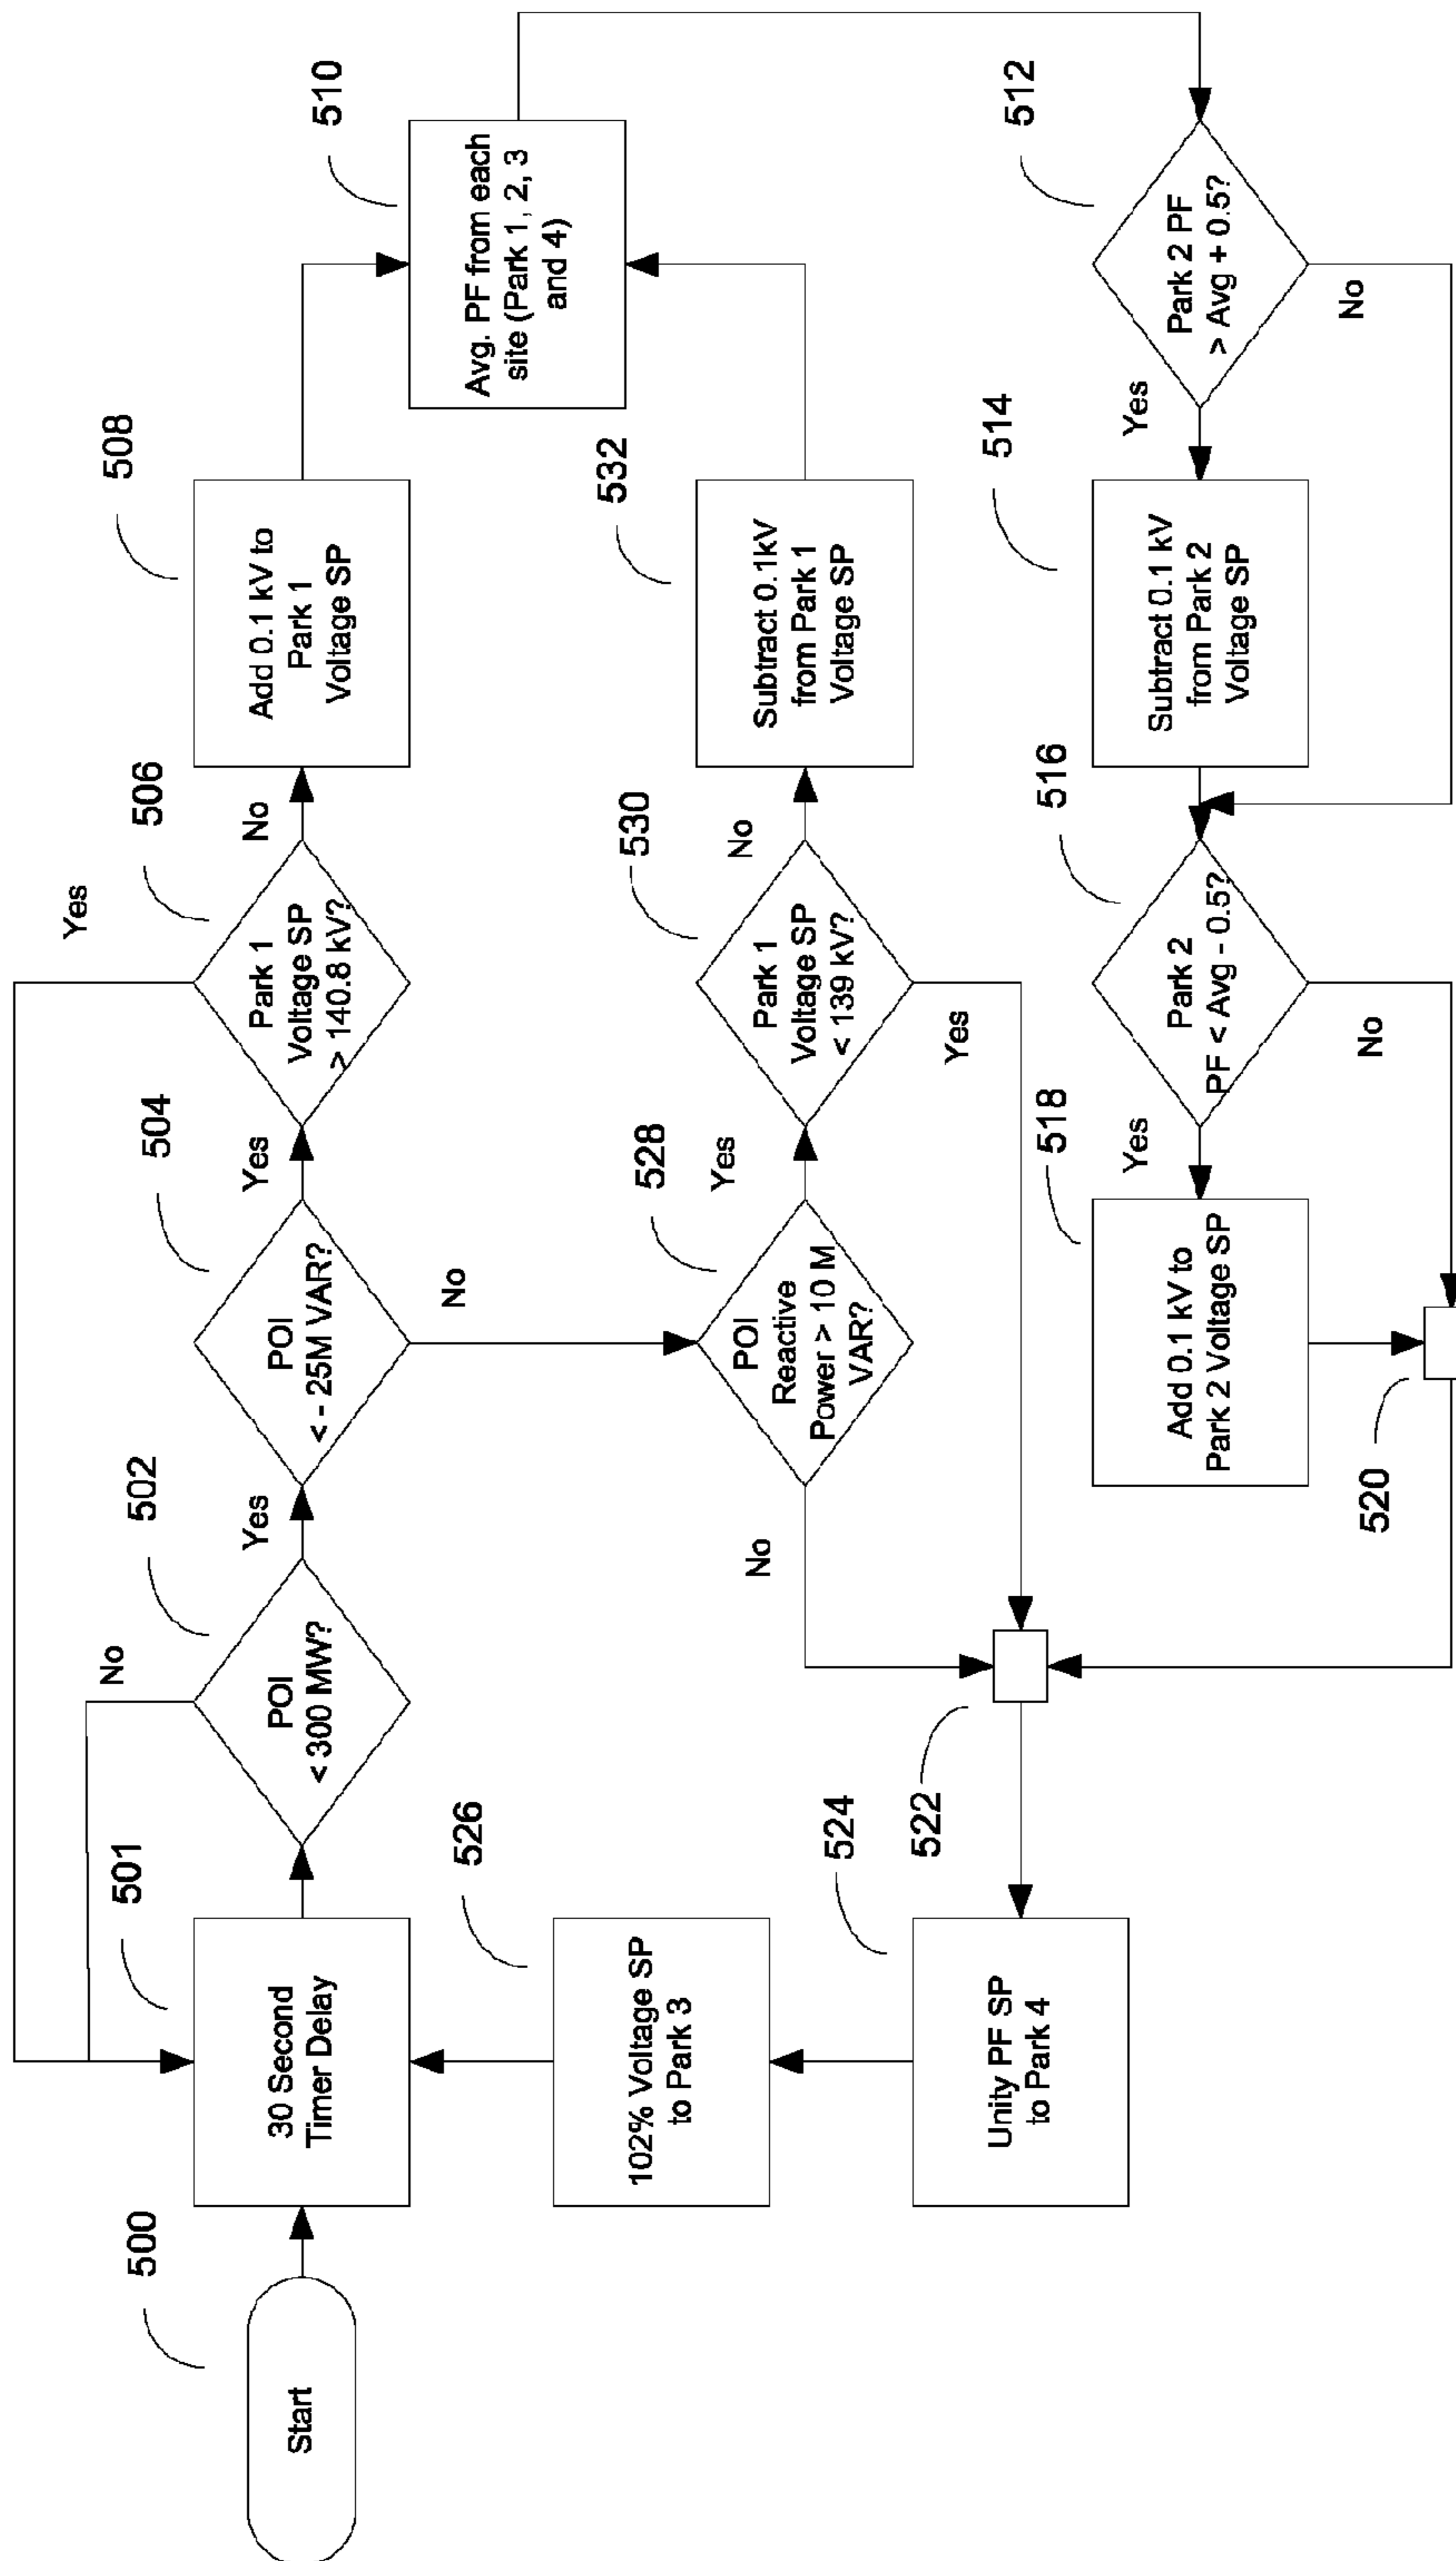 500
Start
501
30 Second
Timer Delay
502
POI
< 300 MW?
No
Yes
504
POI
< - 25M VAR?
Yes
No
506
Park 1
Voltage SP
> 140.8 kV?
Yes
No
508
Add 0.1 kV to
Park 1
Voltage SP
510
Avg. PF from each
site (Park 1, 2, 3
and 4)
526
102% Voltage SP
to Park 3
528
POI
Reactive
Power > 10 M
VAR?
No
Yes
530
Park 1
Voltage SP
< 139 kV?
No
Yes
532
Subtract 0.1kV
from Park 1
Voltage SP
524
Unity PF SP
to Park 4
522
518
Add 0.1 kV to
Park 2 Voltage SP
520
516
Park 2
PF < Avg - 0.5?
Yes
No
514
Subtract 0.1 kV
from Park 2
Voltage SP
512
Park 2 PF
> Avg + 0.5?
Yes
No